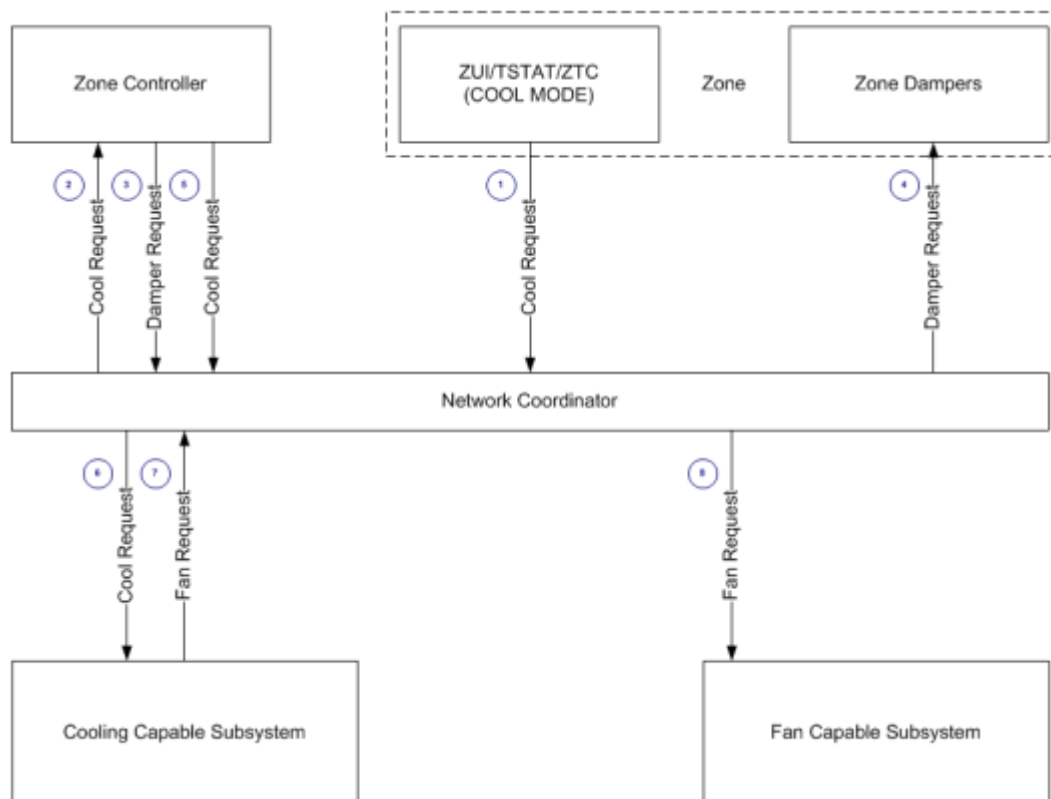 Zone Controller
ZUI/TSTAT/ZTC
(COOL MODE)
Zone
Zone Dampers
2
3
5
1
4
Cool Request
Damper Request
Cool Request
Cool Request
Damper Request
Network Coordinator
6
7
8
Cool Request
Fan Request
Fan Request
Cooling Capable Subsystem
Fan Capable Subsystem